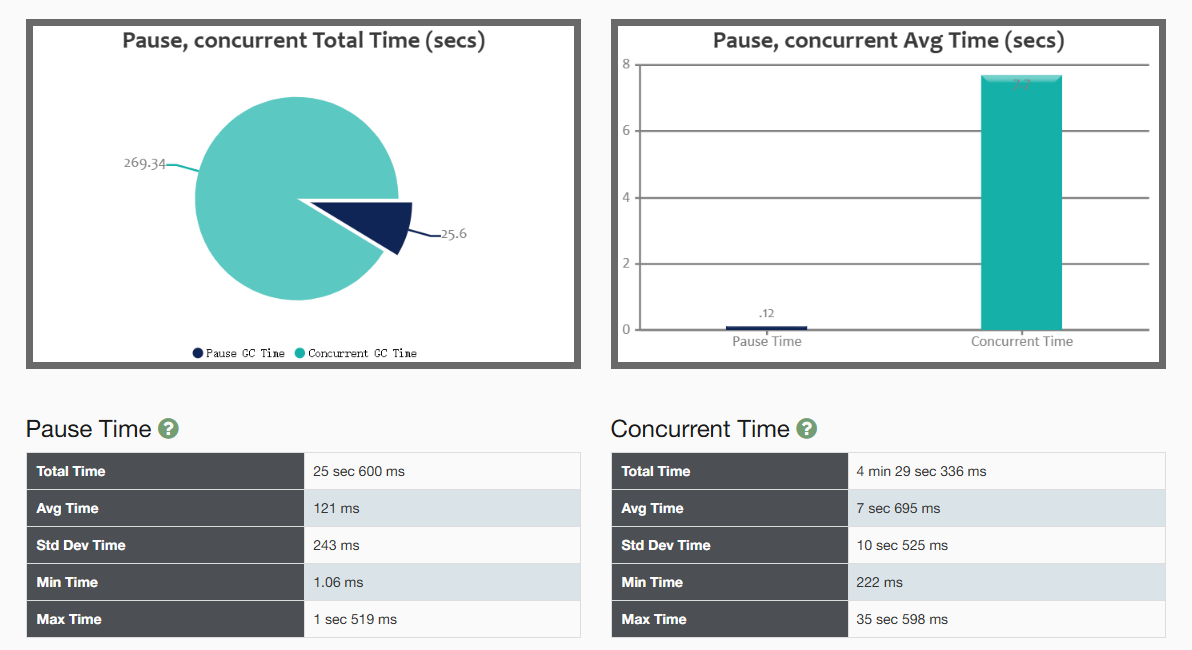 Pause, concurrent Total Time (secs)
269.34
25.6
Pause GC Time Concurrent GC Time
Pause, concurrent Avg Time (secs)
8
6
4
2
0
.12
7.7
Pause Time Concurrent Time
Pause Time ?
Total Time 25 sec 600 ms
Avg Time 121 ms
Std Dev Time 243 ms
Min Time 1.06 ms
Max Time 1 sec 519 ms
Concurrent Time ?
Total Time 4 min 29 sec 336 ms
Avg Time 7 sec 695 ms
Std Dev Time 10 sec 525 ms
Min Time 222 ms
Max Time 35 sec 598 ms